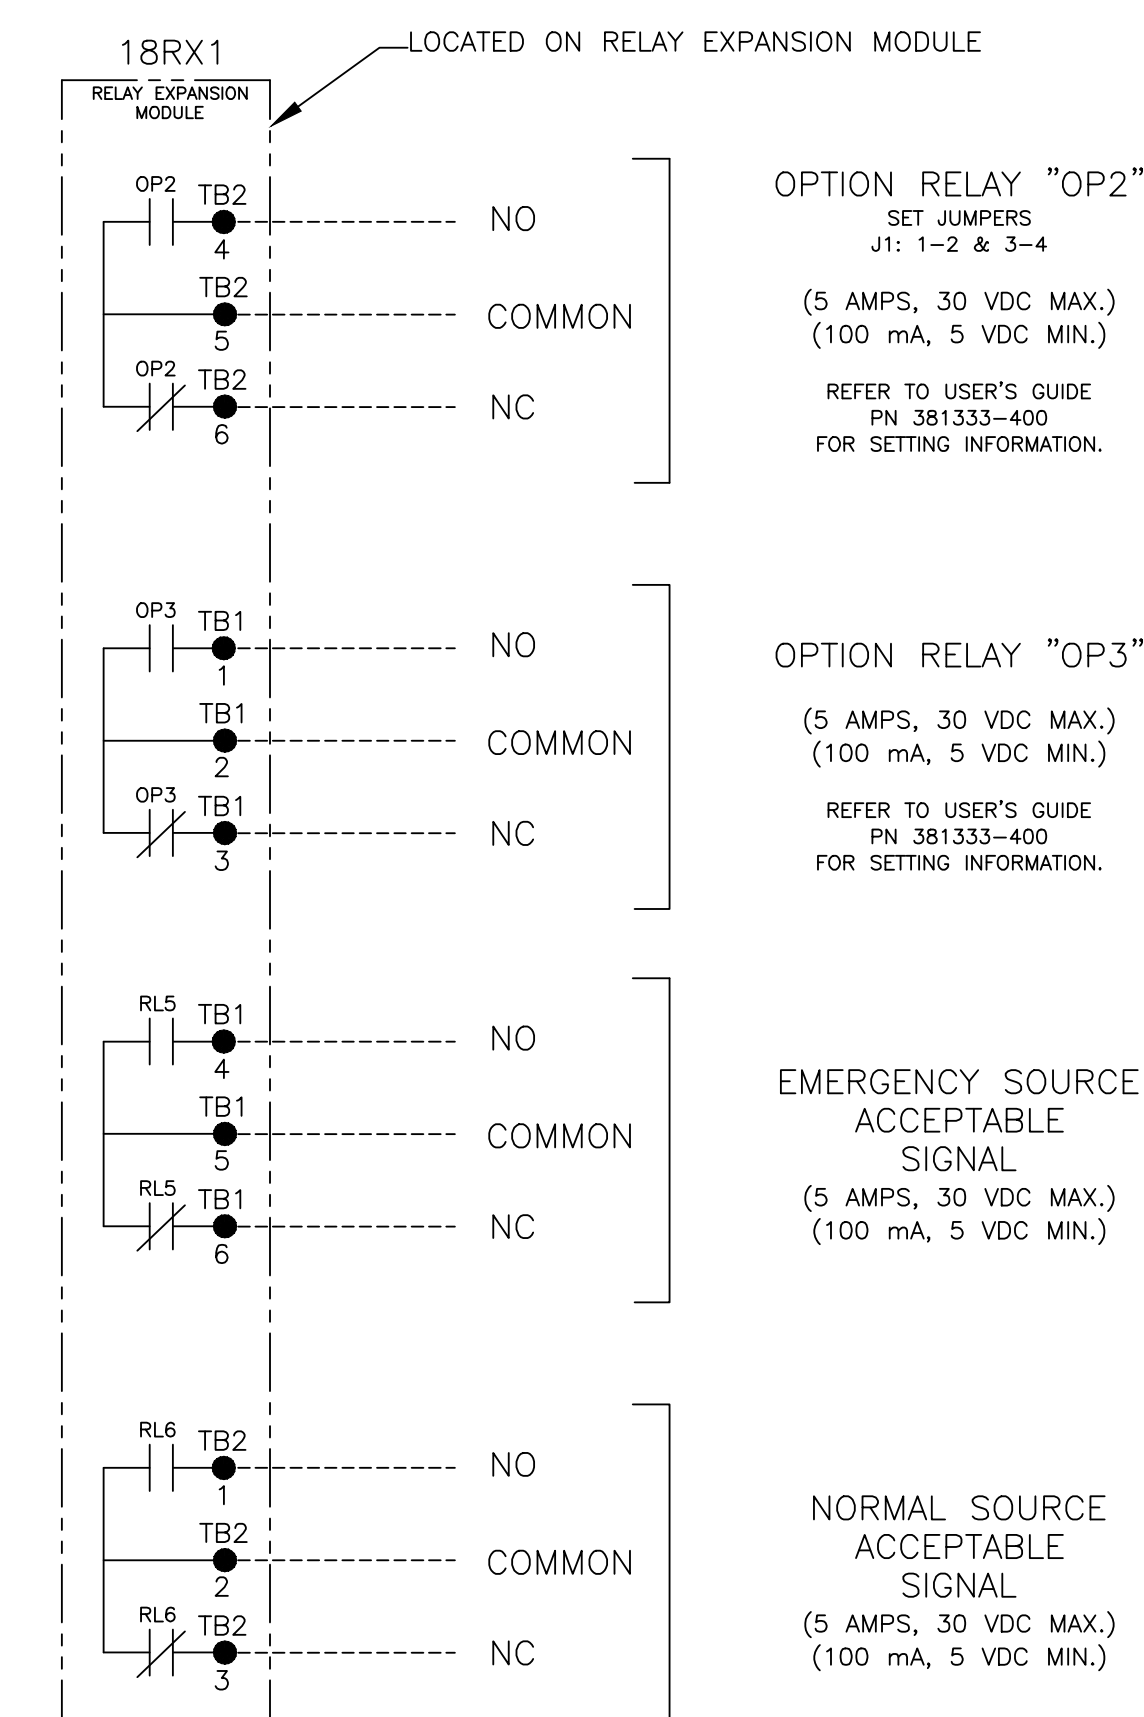 18RX1
LOCATED ON RELAY EXPANSION MODULE
RELAY EXPANSION
MODULE
OP2
TB2
4
NO
TB2
5
COMMON
OP2
TB2
6
NC
OPTION RELAY ”OP2”
SET JUMPERS
J1: 1–2 & 3–4
(5 AMPS, 30 VDC MAX.)
(100 mA, 5 VDC MIN.)
REFER TO USER’S GUIDE
PN 381333–400
FOR SETTING INFORMATION.
OP3
TB1
1
NO
TB1
2
COMMON
OP3
TB1
3
NC
OPTION RELAY ”OP3”
(5 AMPS, 30 VDC MAX.)
(100 mA, 5 VDC MIN.)
REFER TO USER’S GUIDE
PN 381333–400
FOR SETTING INFORMATION.
RL5
TB1
4
NO
TB1
5
COMMON
RL5
TB1
6
NC
EMERGENCY SOURCE
ACCEPTABLE
SIGNAL
(5 AMPS, 30 VDC MAX.)
(100 mA, 5 VDC MIN.)
RL6
TB2
1
NO
TB2
2
COMMON
RL6
TB2
3
NC
NORMAL SOURCE
ACCEPTABLE
SIGNAL
(5 AMPS, 30 VDC MAX.)
(100 mA, 5 VDC MIN.)